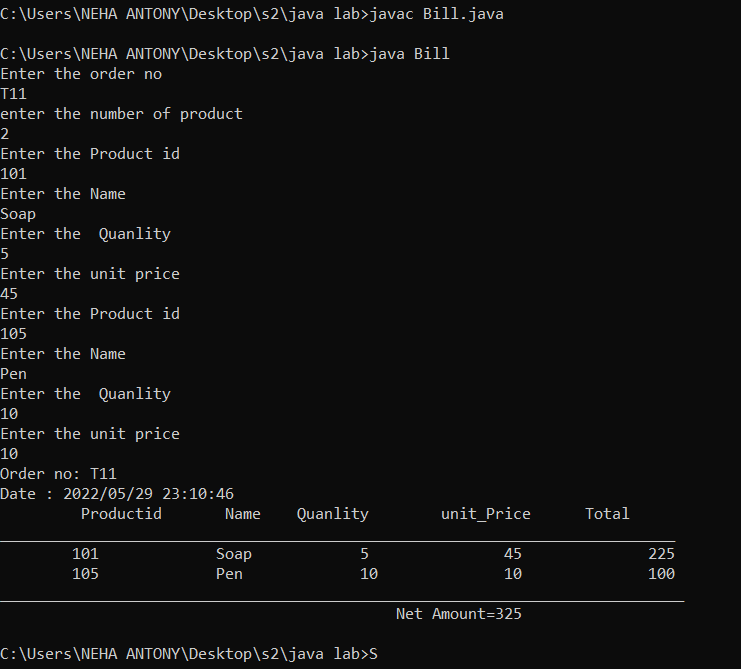 C:\Users\NEHA ANTONY\Desktop\s2\java lab>javac Bill.java
C:\Users\NEHA ANTONY\Desktop\s2\java lab>java Bill
Enter the order no
T11
enter the number of product
2
Enter the Product id
101
Enter the Name
Soap
Enter the  Quanlity
5
Enter the unit price
45
Enter the Product id
105
Enter the Name
Pen
Enter the  Quanlity
10
Enter the unit price
10
Order no: T11
Date : 2022/05/29 23:10:46
Productid Name Quanlity unit_Price Total
101 Soap 5 45 225
105 Pen 10 10 100
Net Amount=325
C:\Users\NEHA ANTONY\Desktop\s2\java lab>S